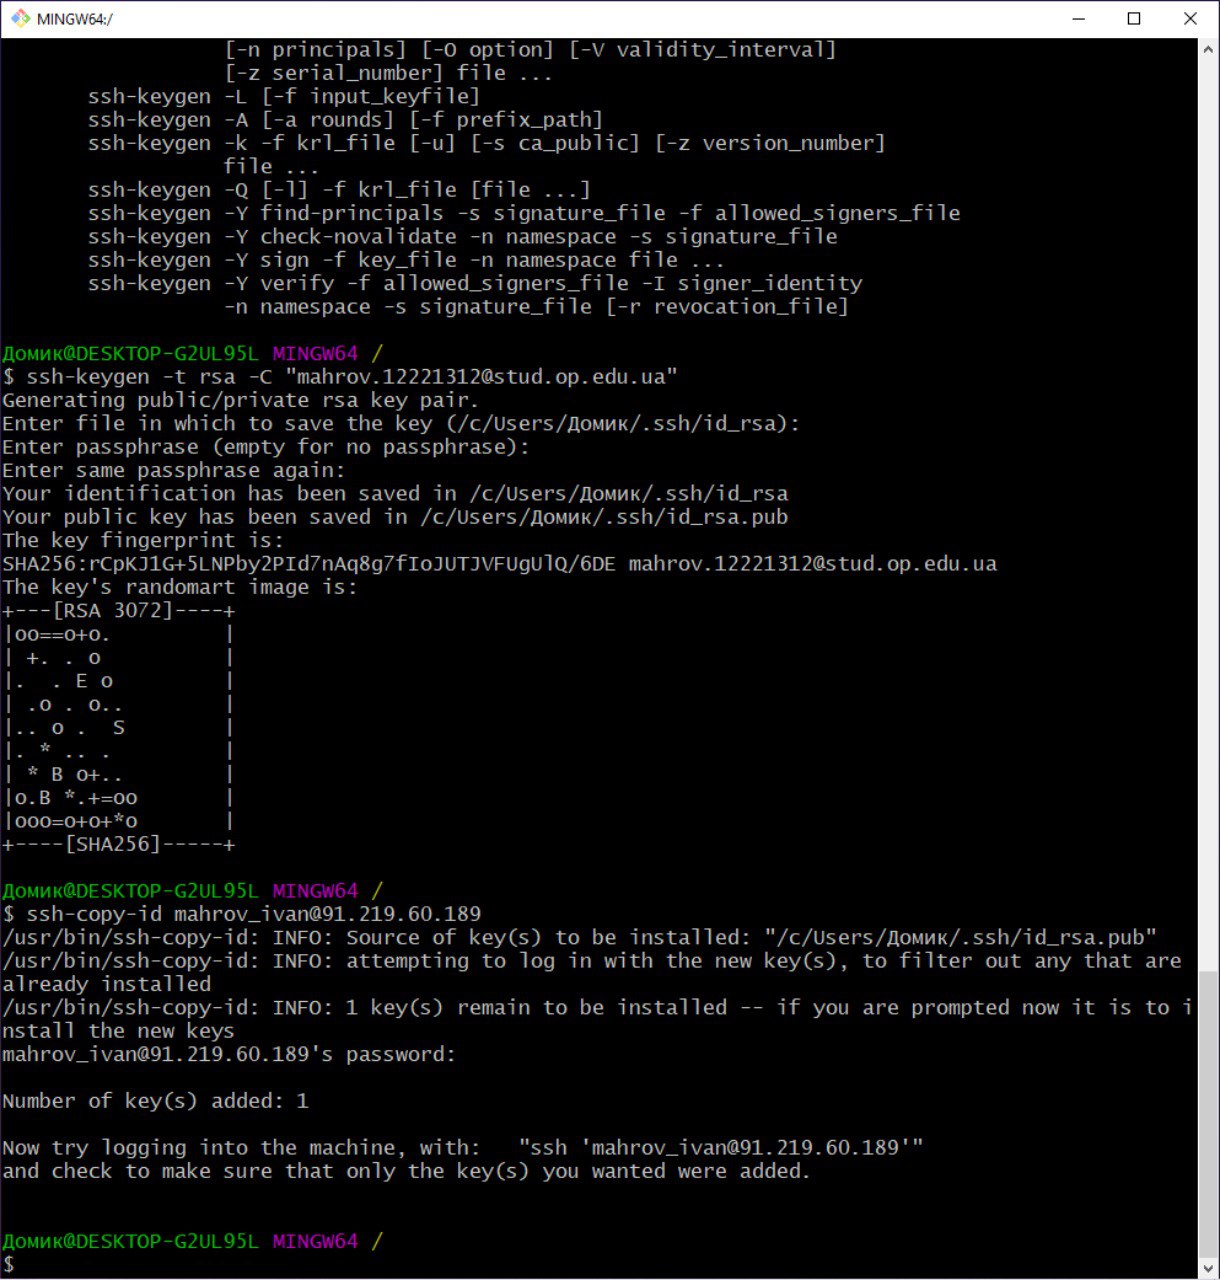 MINGW64:/
[-n principals] [-O option] [-V validity_interval]
[-z serial_number] file ...
ssh-keygen -L [-f input_keyfile]
ssh-keygen -A [-a rounds] [-f prefix_path]
ssh-keygen -k -f krl_file [-u] [-s ca_public] [-z version_number]
file ...
ssh-keygen -Q [-l] -f krl_file [file ...]
ssh-keygen -Y find-principals -s signature_file -f allowed_signers_file
ssh-keygen -Y check-novalidate -n namespace -s signature_file
ssh-keygen -Y sign -f key_file -n namespace file ...
ssh-keygen -Y verify -f allowed_signers_file -I signer_identity
-n namespace -s signature_file [-r revocation_file]
Домик@DESKTOP-G2UL95L MINGW64 /
$ ssh-keygen -t rsa -C "mahrov.12221312@stud.op.edu.ua"
Generating public/private rsa key pair.
Enter file in which to save the key (/c/Users/Домик/.ssh/id_rsa):
Enter passphrase (empty for no passphrase):
Enter same passphrase again:
Your identification has been saved in /c/Users/Домик/.ssh/id_rsa
Your public key has been saved in /c/Users/Домик/.ssh/id_rsa.pub
The key fingerprint is:
SHA256:rCpKJ1G+5LNPby2PId7nAq8g7fIoJUTJVFUgUlQ/6DE mahrov.12221312@stud.op.edu.ua
The key's randomart image is:
+---[RSA 3072]----+
|oo==o+o.         |
| +. . o          |
|.  . E o         |
| .o . o..        |
|.. o .  S        |
|. * .. .         |
| * B o+..        |
|o.B *.+=oo       |
|ooo=o+o+*o       |
+----[SHA256]-----+
Домик@DESKTOP-G2UL95L MINGW64 /
$ ssh-copy-id mahrov_ivan@91.219.60.189
/usr/bin/ssh-copy-id: INFO: Source of key(s) to be installed: "/c/Users/Домик/.ssh/id_rsa.pub"
/usr/bin/ssh-copy-id: INFO: attempting to log in with the new key(s), to filter out any that are
already installed
/usr/bin/ssh-copy-id: INFO: 1 key(s) remain to be installed -- if you are prompted now it is to i
nstall the new keys
mahrov_ivan@91.219.60.189's password:
Number of key(s) added: 1
Now try logging into the machine, with:   "ssh 'mahrov_ivan@91.219.60.189'"
and check to make sure that only the key(s) you wanted were added.
Домик@DESKTOP-G2UL95L MINGW64 /
$